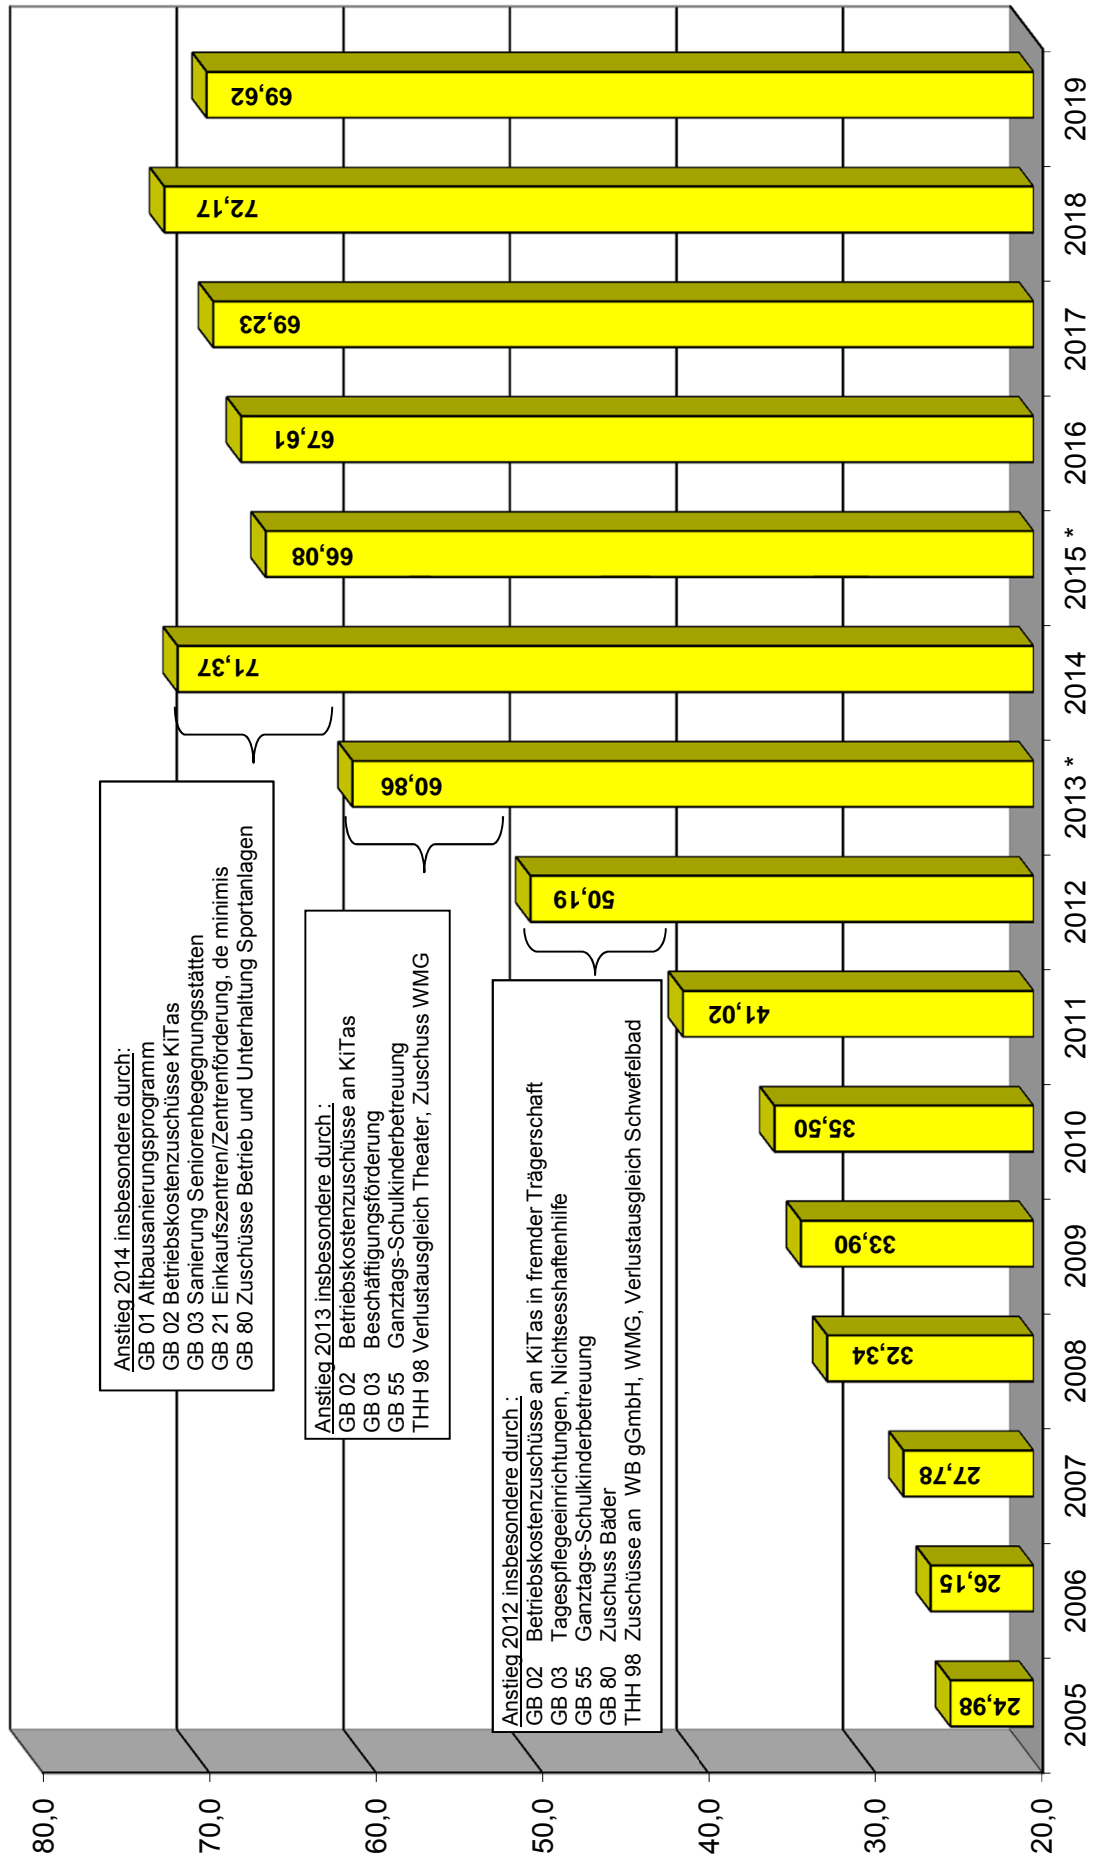 80,0
70,0
60,0
50,0
40,0
30,0
20,0
Anstieg 2014 insbesondere durch:
GB 01 Altbausanierungsprogramm
GB 02 Betriebskostenzuschüsse KiTas
GB 03 Sanierung Seniorenbegegnungsstätten
GB 21 Einkaufszentren/Zentrenförderung, de minimis
GB 80 Zuschüsse Betrieb und Unterhaltung Sportanlagen
Anstieg 2013 insbesondere durch :
GB 02 Betriebskostenzuschüsse an KiTas
GB 03 Beschäftigungsförderung
GB 55 Ganztags-Schulkinderbetreuung
THH 98 Verlustausgleich Theater, Zuschuss WMG
Anstieg 2012 insbesondere durch :
GB 02 Betriebskostenzuschüsse an KiTas in fremder Trägerschaft
GB 03 Tagespflegeeinrichtungen, Nichtsesshaftenhilfe
GB 55 Ganztags-Schulkinderbetreuung
GB 80 Zuschuss Bäder
THH 98 Zuschüsse an WB gGmbH, WMG, Verlustausgleich Schwefelbad
24,98
26,15
27,78
32,34
33,90
35,50
41,02
50,19
60,86
71,37
66,08
67,61
69,23
72,17
69,62
2005
2006
2007
2008
2009
2010
2011
2012
2013 *
2014
2015 *
2016
2017
2018
2019